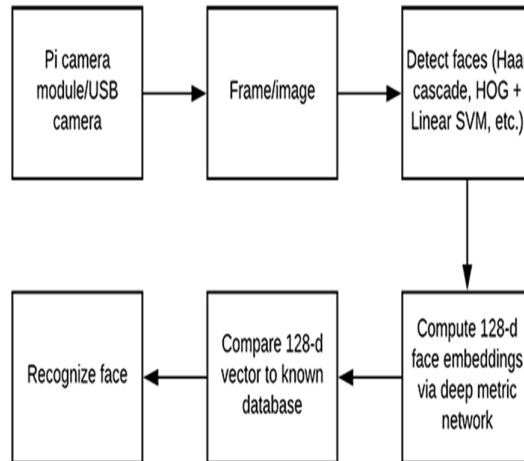 Pi camera
module/USB
camera
Frame/image
Detect faces (Haar
cascade, HOG +
Linear SVM, etc.)
Compute 128-d
face embeddings
via deep metric
network
Compare 128-d
vector to known
database
Recognize face